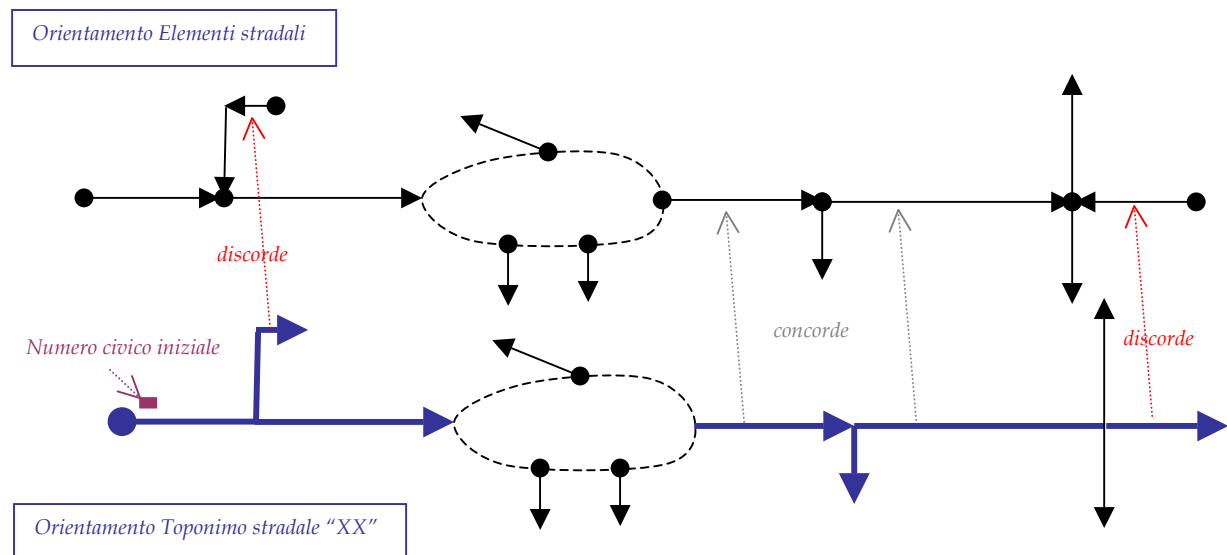 Orientamento Elementi stradali
discorde
Numero civico iniziale
concorde
discorde
Orientamento Toponimo stradale “XX”